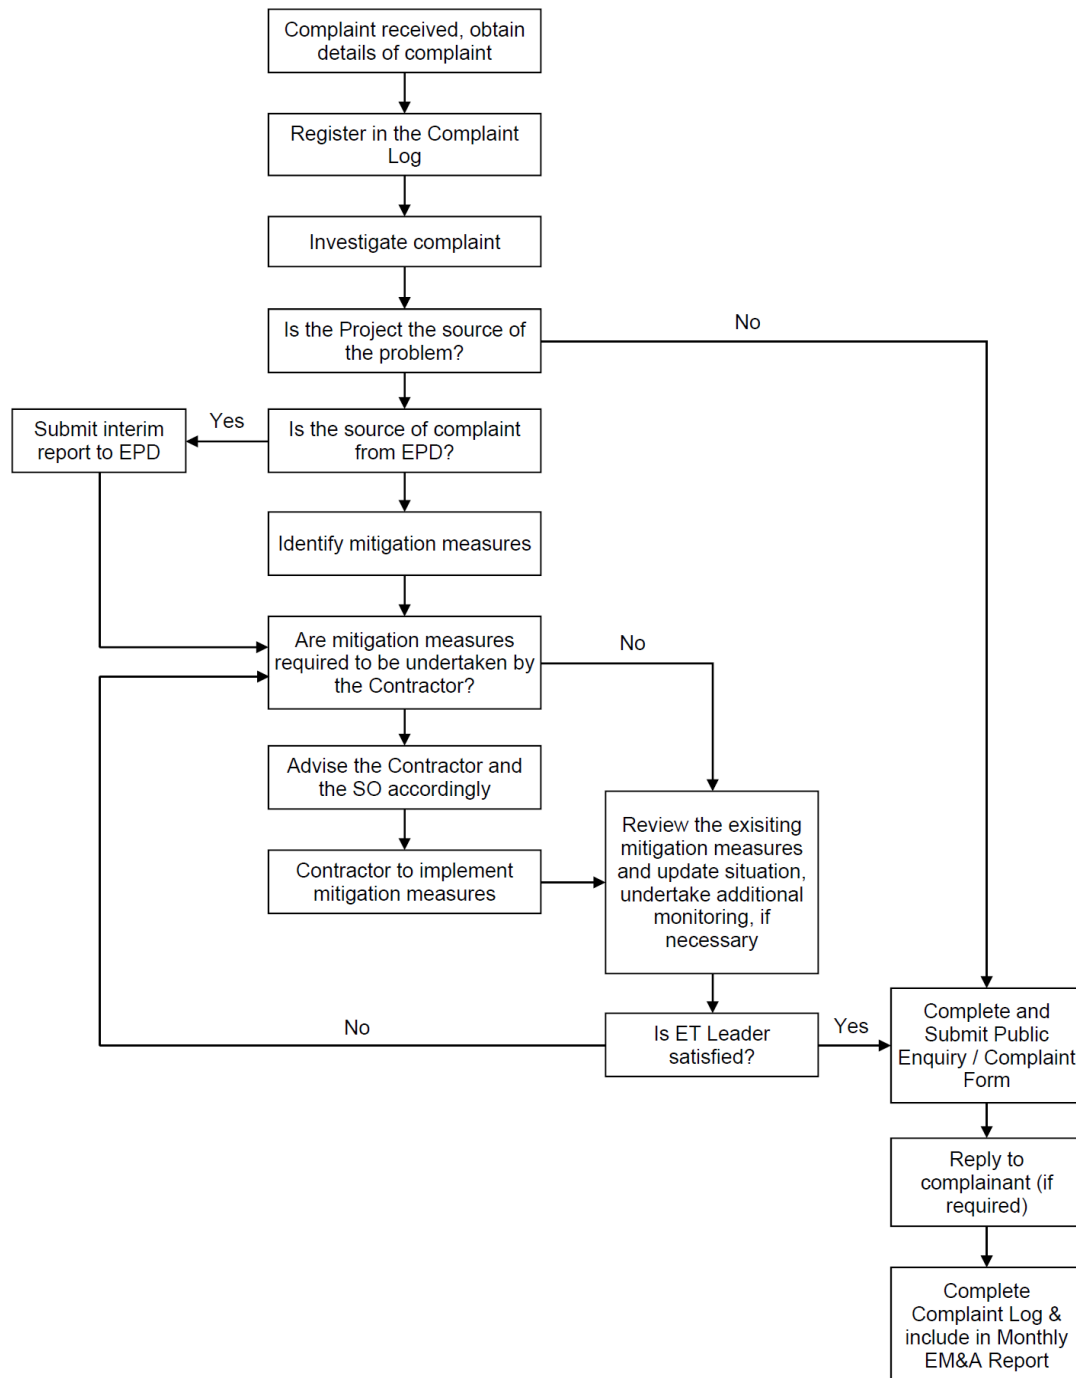 Complaint received, obtain
details of complaint
Register in the Complaint
Log
Investigate complaint
Is the Project the source of
the problem?
No
Submit interim
report to EPD
Yes
Is the source of complaint
from EPD?
Identify mitigation measures
Are mitigation measures
required to be undertaken by
the Contractor?
No
Advise the Contractor and
the SO accordingly
Contractor to implement
mitigation measures
Review the exisiting
mitigation measures
and update situation,
undertake additional
monitoring, if
necessary
No
Is ET Leader
satisfied?
Yes
Complete and
Submit Public
Enquiry / Complaint
Form
Reply to
complainant (if
required)
Complete
Complaint Log &
include in Monthly
EM&A Report